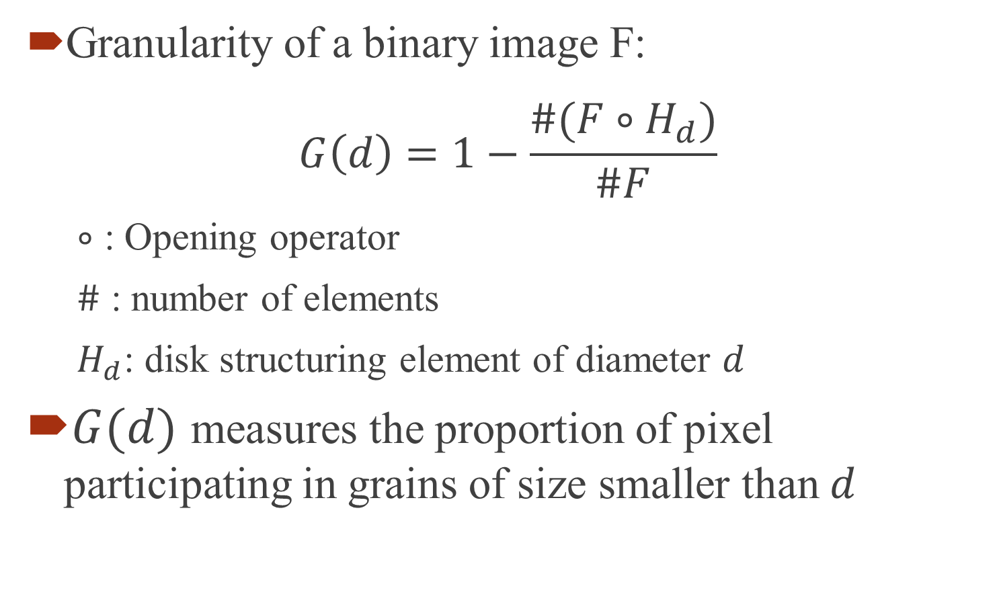 Granularity of a binary image F:
G(d) = 1 − #(F ∘ H_d) / #F
∘ : Opening operator
# : number of elements
H_d: disk structuring element of diameter d
G(d) measures the proportion of pixel
participating in grains of size smaller than d